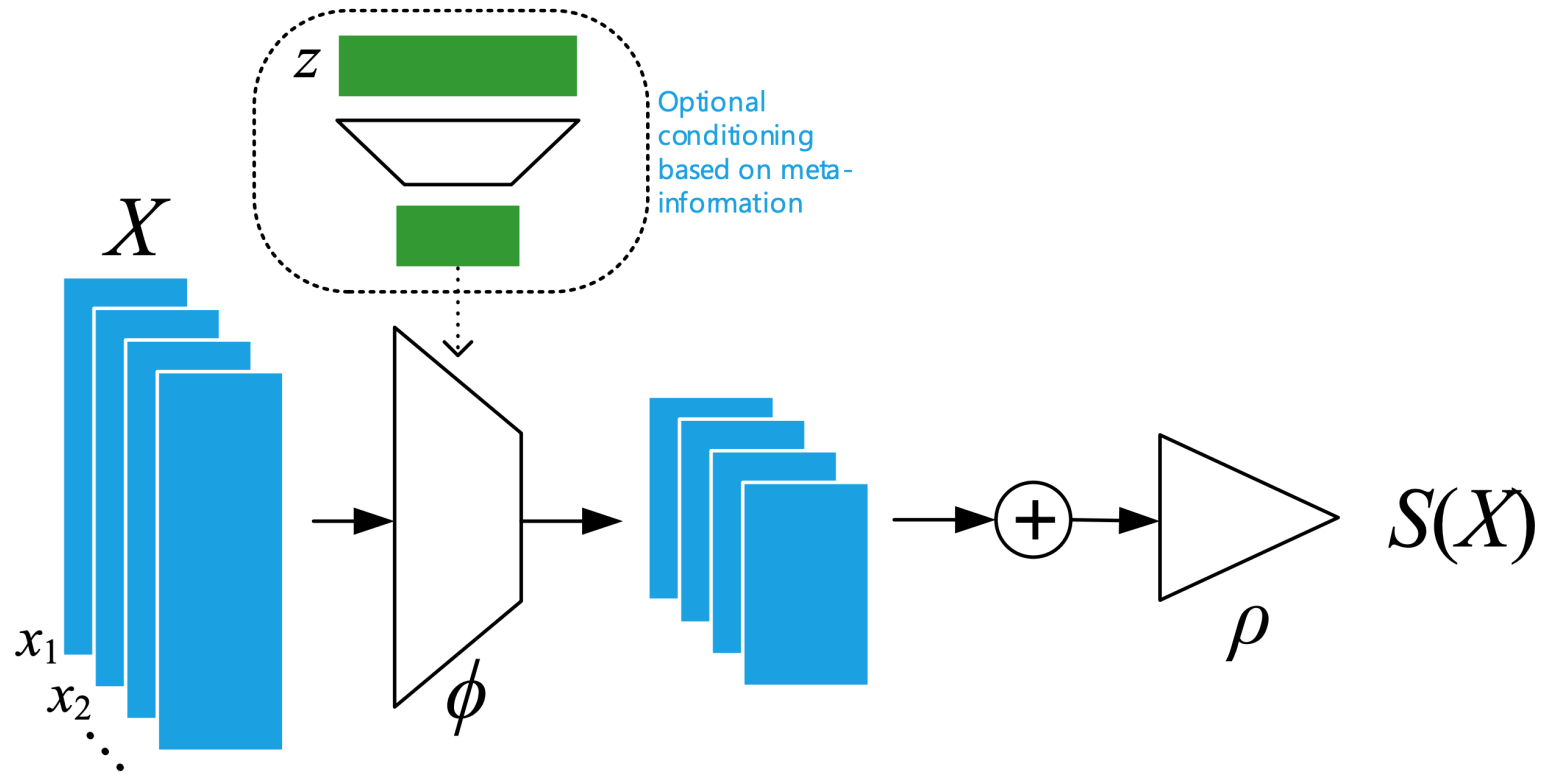 z
Optional
conditioning
based on meta-
information
X
x1
x2
⋱
ϕ
+
ρ
S(X)